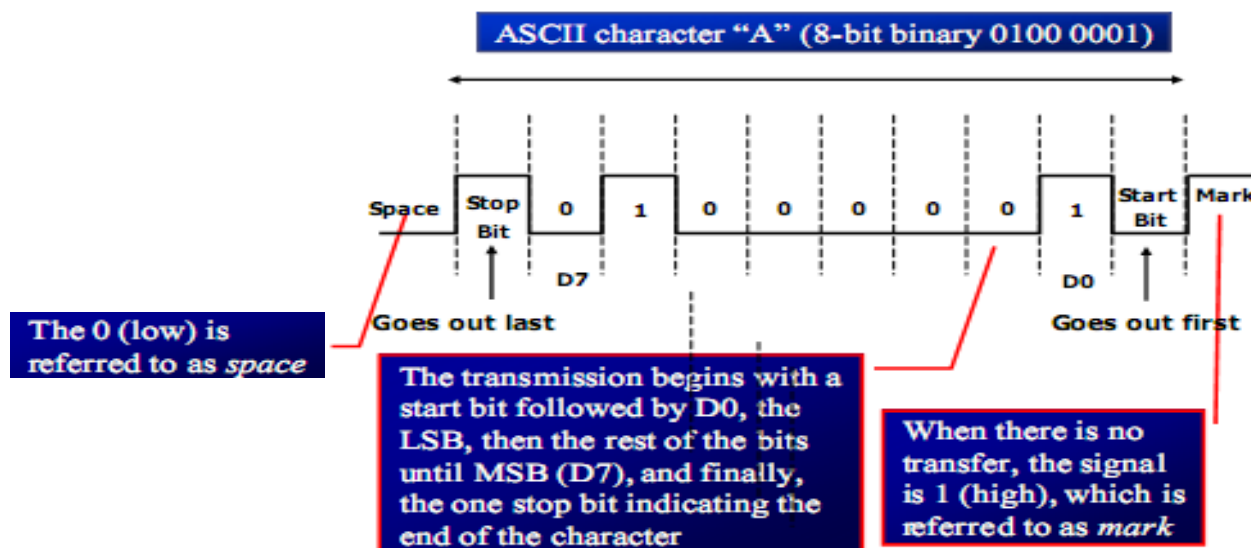 ASCII character “A” (8-bit binary 0100 0001)
Space
Stop
Bit
0
1
0
0
0
0
0
1
Start
Bit
Mark
D7
D0
Goes out last
Goes out first
The 0 (low) is
referred to as space
The transmission begins with a
start bit followed by D0, the
LSB, then the rest of the bits
until MSB (D7), and finally,
the one stop bit indicating the
end of the character
When there is no
transfer, the signal
is 1 (high), which is
referred to as mark